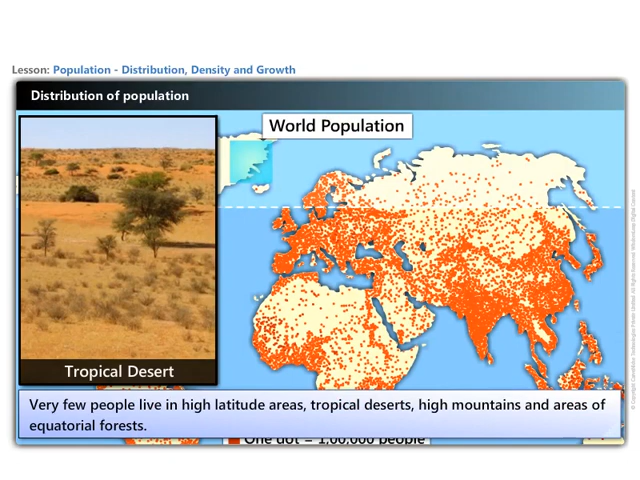 Lesson: Population - Distribution, Density and Growth
Distribution of population
World Population
Tropical Desert
Very few people live in high latitude areas, tropical deserts, high mountains and areas of
equatorial forests.
One dot = 1,00,000 people